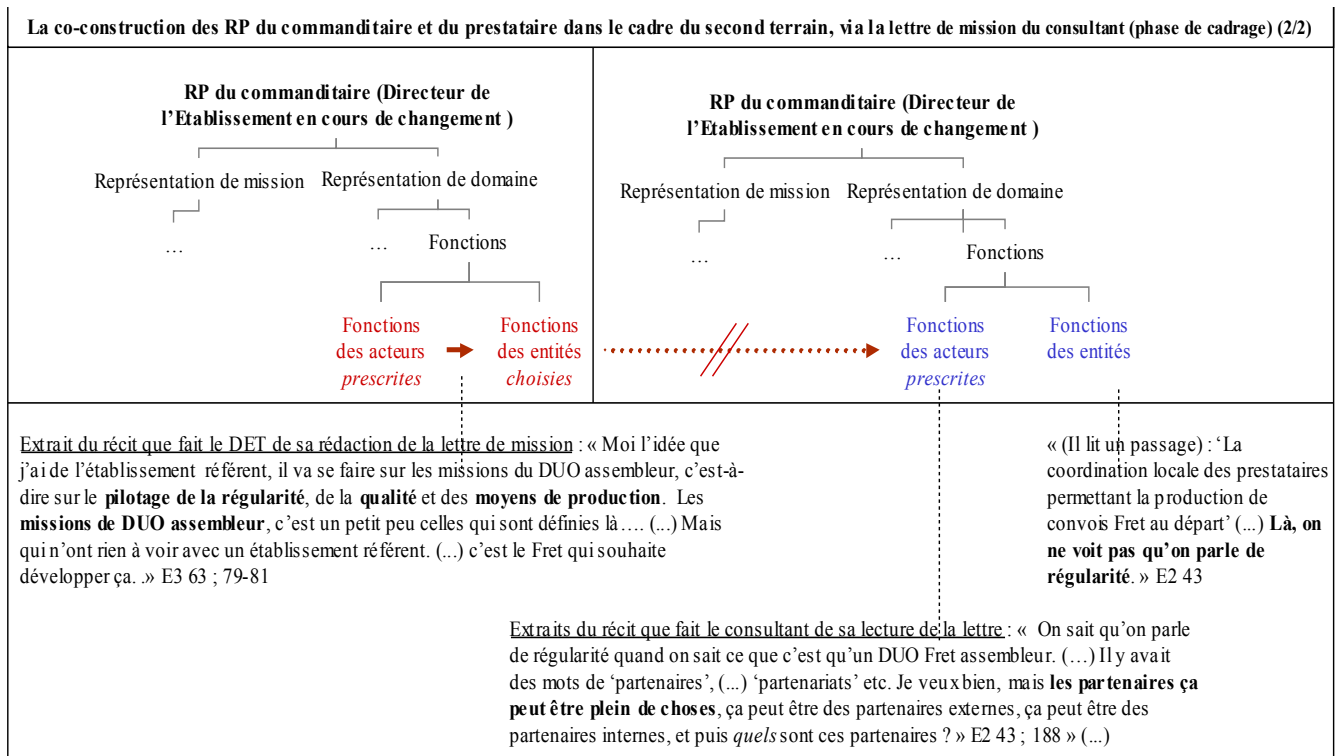 La co-construction des RP du commanditaire et du prestataire dans le cadre du second terrain, via la lettre de mission du consultant (phase de cadrage) (2/2)
RP du commanditaire (Directeur de
l’Etablissement en cours de changement )
Représentation de mission
Représentation de domaine
…
…
Fonctions
Fonctions
des acteurs
prescrites
Fonctions
des entités
choisies
RP du commanditaire (Directeur de
l’Etablissement en cours de changement )
Représentation de mission
Représentation de domaine
…
…
Fonctions
Fonctions
des acteurs
prescrites
Fonctions
des entités
Extrait du récit que fait le DET de sa rédaction de la lettre de mission : « Moi l’idée que
j’ai de l’établissement référent, il va se faire sur les missions du DUO assembleur, c’est-à-
dire sur le pilotage de la régularité, de la qualité et des moyens de production. Les
missions de DUO assembleur, c’est un petit peu celles qui sont définies là…. (...) Mais
qui n’ont rien à voir avec un établissement référent. (...) c’est le Fret qui souhaite
développer ça. .» E3 63 ; 79-81
« (Il lit un passage) : ‘La
coordination locale des prestataires
permettant la production de
convois Fret au départ’ (...) Là, on
ne voit pas qu’on parle de
régularité. » E2 43
Extraits du récit que fait le consultant de sa lecture de la lettre : « On sait qu’on parle
de régularité quand on sait ce que c’est qu’un DUO Fret assembleur. (…) Il y avait
des mots de ‘partenaires’, (...) ‘partenariats’ etc. Je veux bien, mais les partenaires ça
peut être plein de choses, ça peut être des partenaires externes, ça peut être des
partenaires internes, et puis quels sont ces partenaires ? » E2 43 ; 188 » (...)